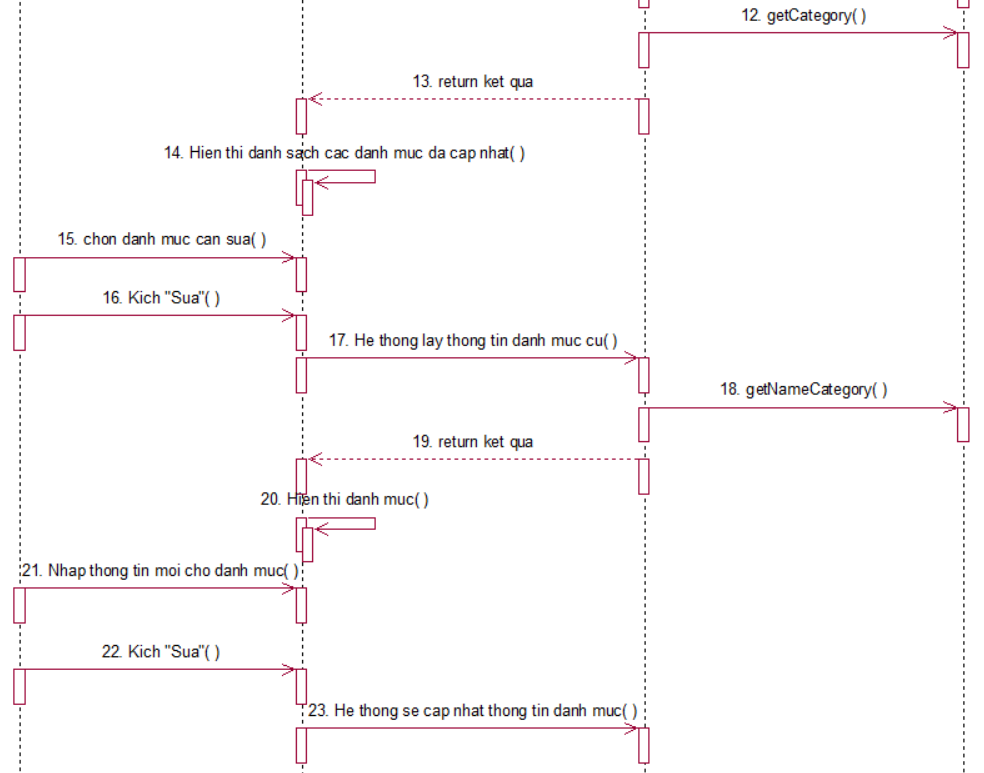 12. getCategory( )
13. return ket qua
14. Hien thi danh sach cac danh muc da cap nhat( )
15. chon danh muc can sua( )
16. Kich "Sua"( )
17. He thong lay thong tin danh muc cu( )
18. getNameCategory( )
19. return ket qua
20. Hien thi danh muc( )
21. Nhap thong tin moi cho danh muc( )
22. Kich "Sua"( )
23. He thong se cap nhat thong tin danh muc( )